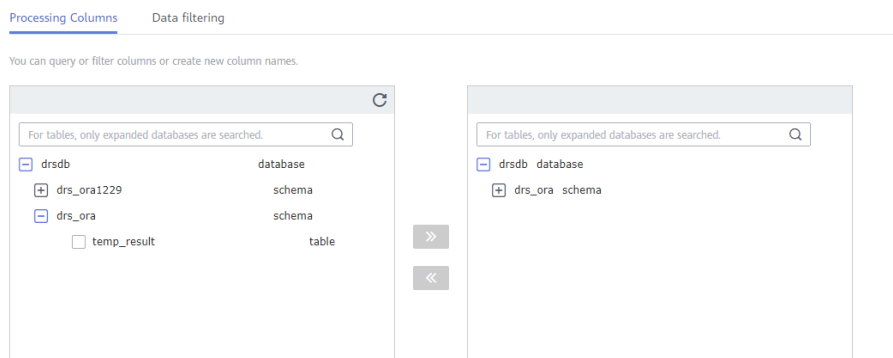 Processing Columns Data filtering
You can query or filter columns or create new column names.
For tables, only expanded databases are searched.
drsdb database
drs_ora1229 schema
drs_ora schema
temp_result table
For tables, only expanded databases are searched.
drsdb database
drs_ora schema